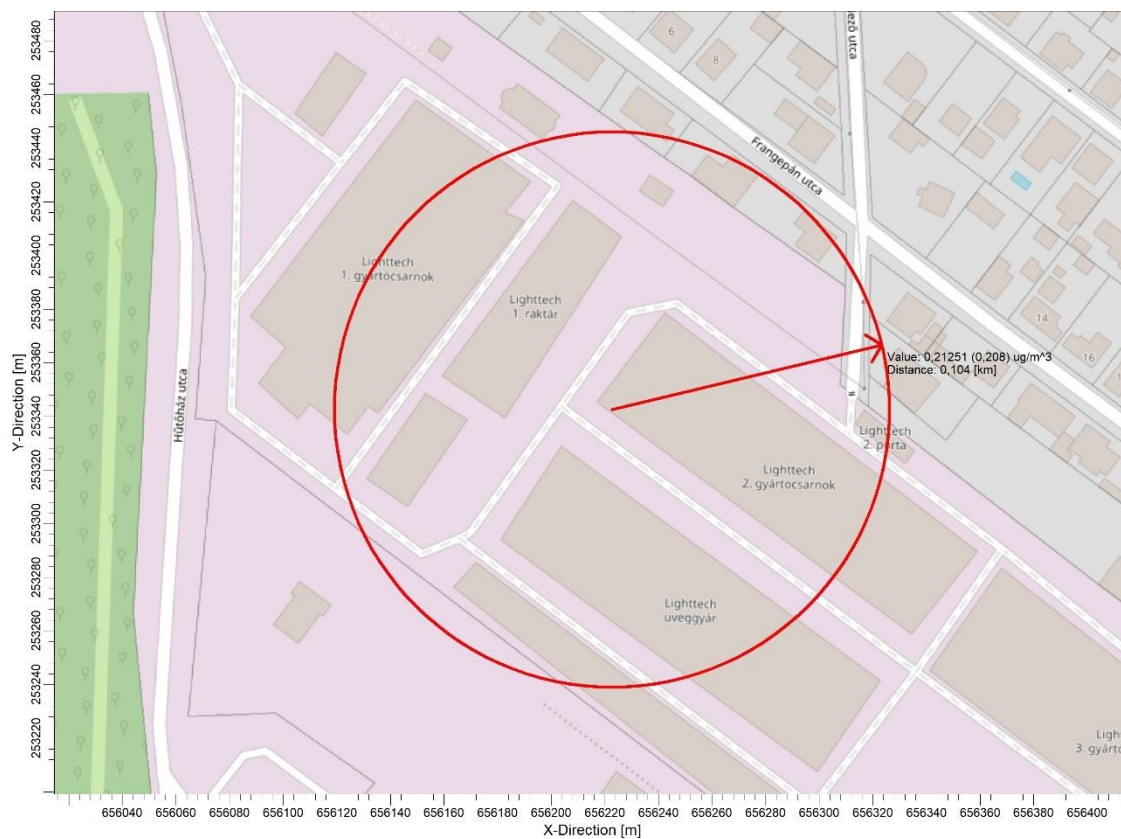 Y-Direction [m]
253480
253460
253440
253420
253400
253380
253360
253340
253320
253300
253280
253260
253240
253220
6
8
Frangepán utca
Lighttech
1. gyártócsarnok
Lighttech
1. raktár
Hűtőház utca
14
16
Value: 0,21251 (0,208) ug/m^3
Distance: 0,104 [km]
Lighttech
2. porta
Lighttech
2. gyártócsarnok
Lighttech
üveggyár
656040
656060
656080
656100
656120
656140
656160
656180
656200
656220
656240
656260
656280
656300
656320
656340
656360
656380
656400
X-Direction [m]